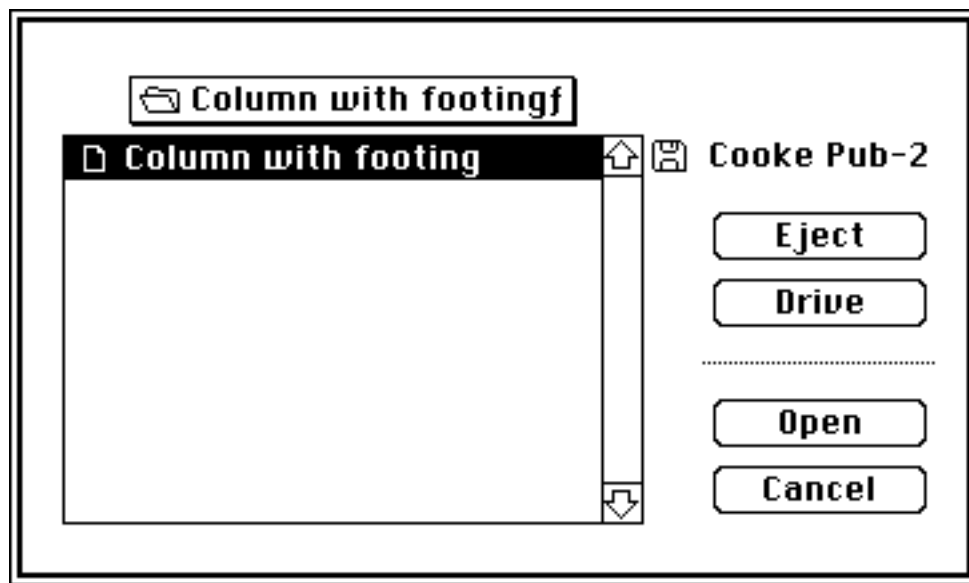 Column with footingƒ
Column with footing
Cooke Pub-2
Eject
Drive
Open
Cancel